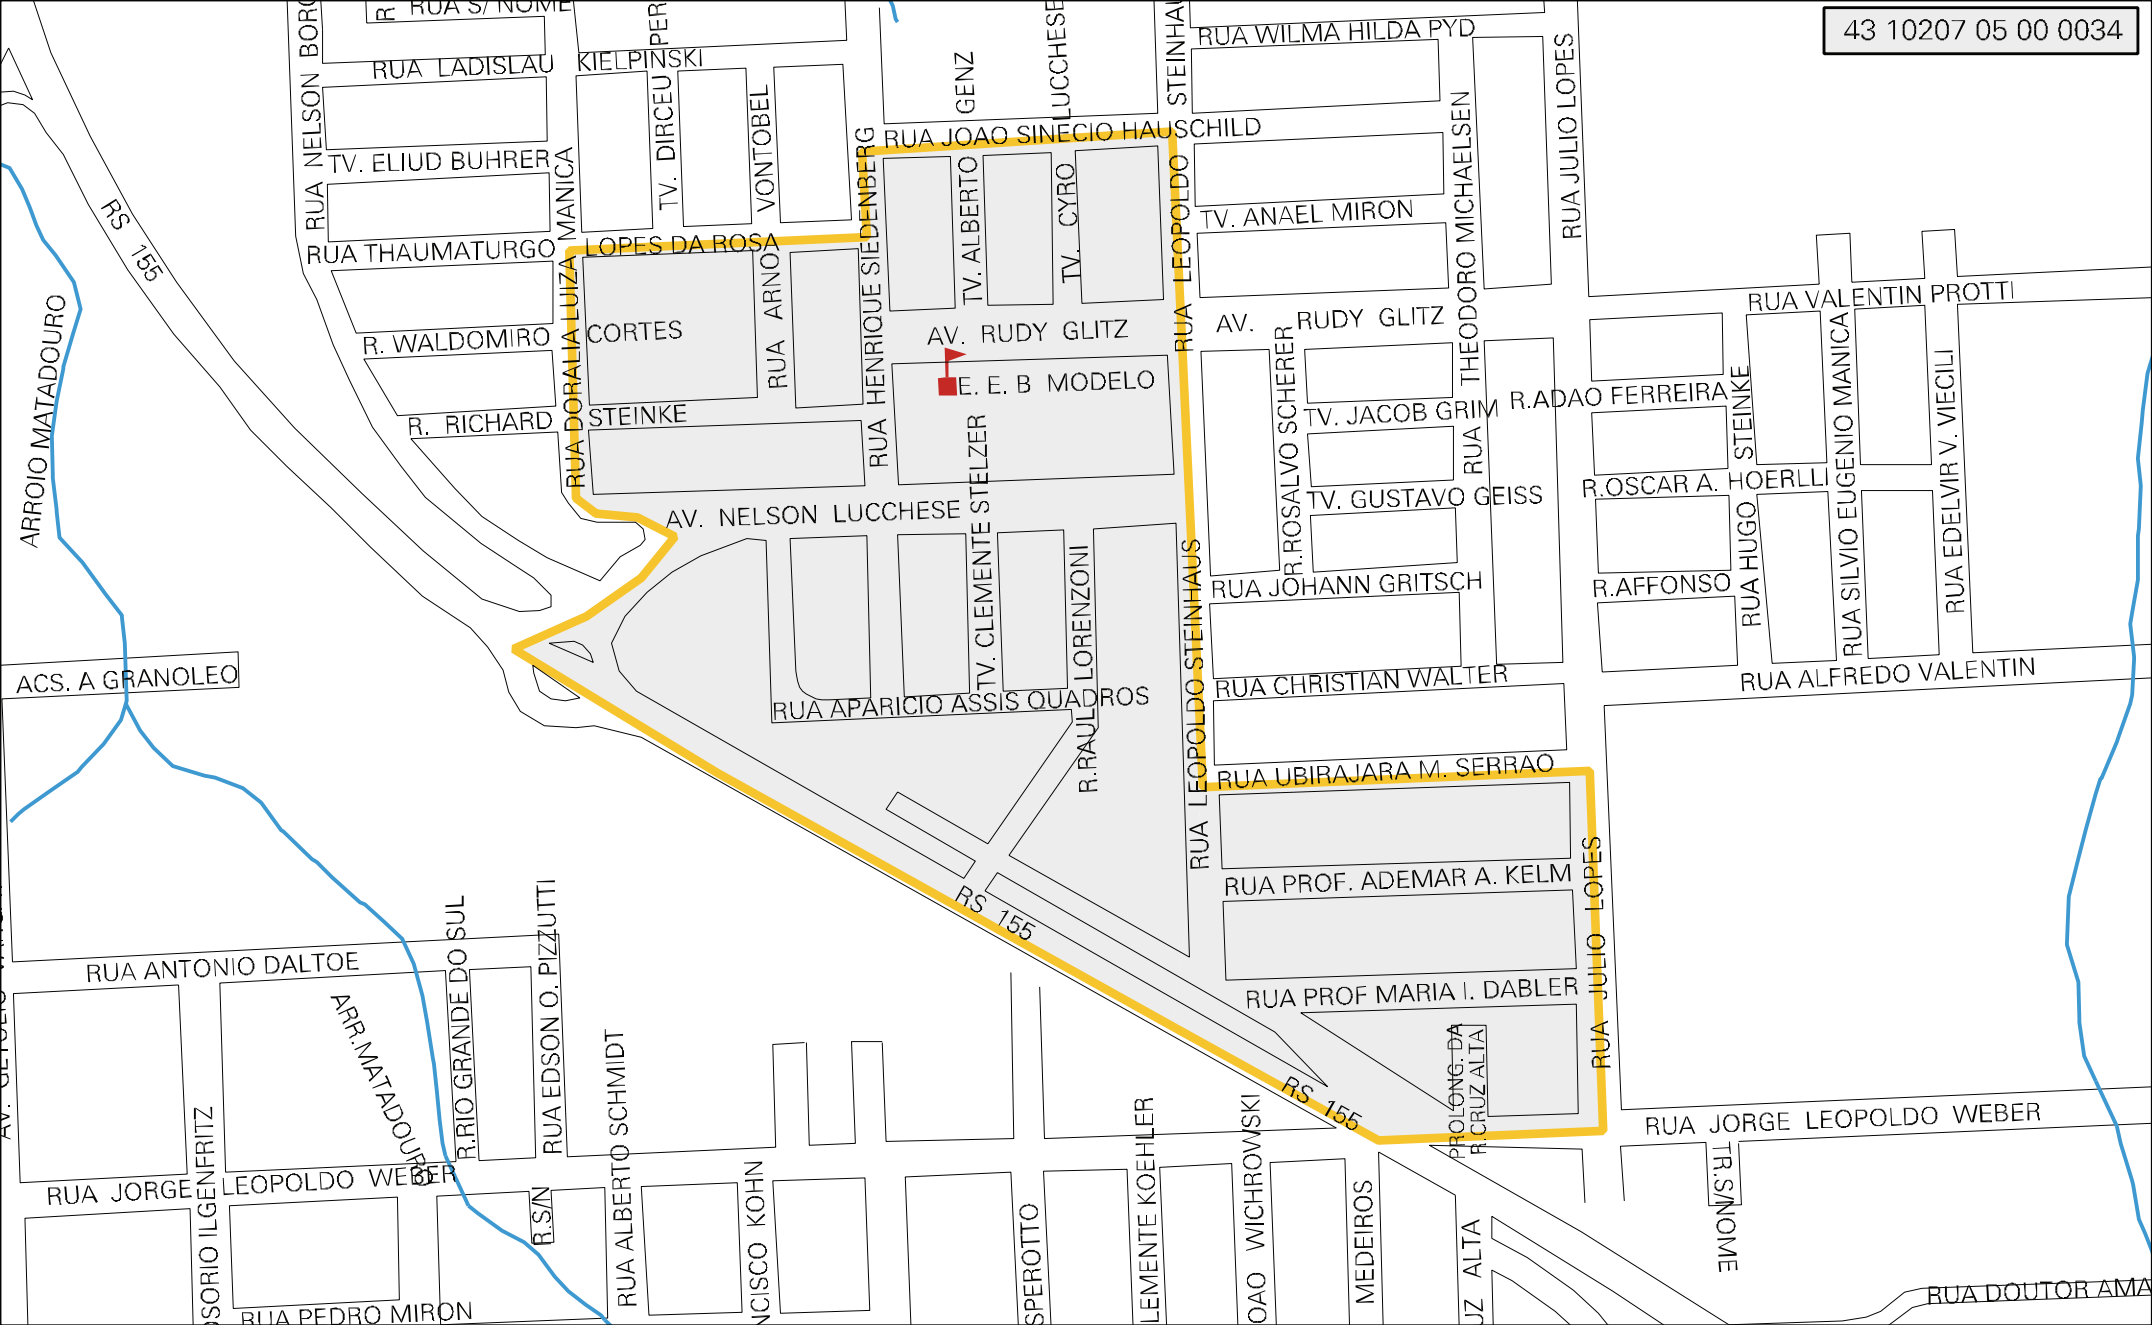 43 10207 05 00 0034
RUA S/ NOME
R
RUA LADISLAU KIELPINSKI
RUA WILMA HILDA PYD
RUA NELSON
TV. DIRCEU
VONTOBEL
GENZ
LUCCHESE
RUA JULIO LOPES
RUA JOAO SINECIO HAUSCHILD
TV. ELIUD BUHRER
RUA DORALIA LUIZA MANICA
RUA HENRIQUE SIEDENBERG
TV. ALBERTO
TV. CYRO
RUA LEOPOLDO
TV. ANAEL MIRON
RUA THEODORO MICHAELSEN
RS 155
RUA THAUMATURGO LOPES DA ROSA
RUA ARNO
RUA VALENTIN PROTTI
ARROIO MATADOURO
R. WALDOMIRO CORTES
AV. RUDY GLITZ
AV. RUDY GLITZ
E. E. B MODELO
R. RICHARD STEINKE
R.ROSALVO SCHERER
TV. JACOB GRIM
R.ADAO FERREIRA
RUA HUGO STEINKE
RUA SILVIO EUGENIO MANICA
RUA EDELVIR V. VIECILI
TV. CLEMENTE STELZER
TV. GUSTAVO GEISS
R.OSCAR A. HOERLLI
AV. NELSON LUCCHESE
R.RAUL LORENZONI
RUA LEOPOLDO STEINHAUS
RUA JOHANN GRITSCH
R.AFFONSO
ACS. A GRANOLEO
RUA CHRISTIAN WALTER
RUA ALFREDO VALENTIN
RUA APARICIO ASSIS QUADROS
RUA UBIRAJARA M. SERRAO
RUA PROF. ADEMAR A. KELM
RUA JULIO LOPES
RS 155
RUA ANTONIO DALTOE
R.RIO GRANDE DO SUL
RUA EDSON O. PIZZUTTI
RUA PROF MARIA I. DABLER
ARR.MATADOURO
PROLONG. DA
R.CRUZ ALTA
RS 155
RUA ALBERTO SCHMIDT
RUA JORGE LEOPOLDO WEBER
RUA JORGE LEOPOLDO WEBER
ILGENFRITZ
R.S/N
KOHN
SPEROTTO
KOEHLER
WICHROWSKI
MEDEIROS
ALTA
TR.S/NOME
RUA PEDRO MIRON
RUA DOUTOR AMA